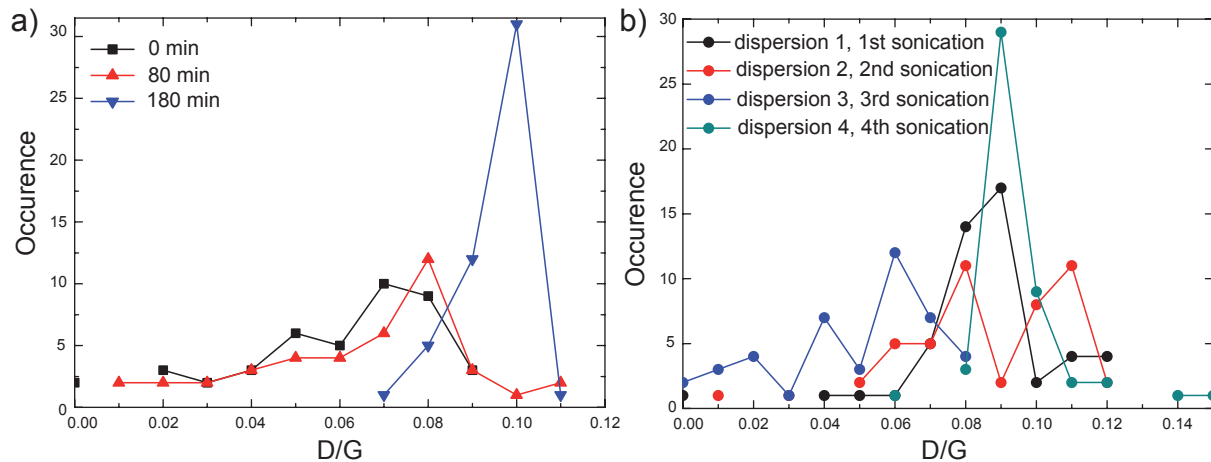 a)
0 min
80 min
180 min
Occurence
30
25
20
15
10
5
0
0.00 0.02 0.04 0.06 0.08 0.10 0.12
D/G
b)
dispersion 1, 1st sonication
dispersion 2, 2nd sonication
dispersion 3, 3rd sonication
dispersion 4, 4th sonication
Occurence
30
25
20
15
10
5
0
0.00 0.02 0.04 0.06 0.08 0.10 0.12 0.14
D/G